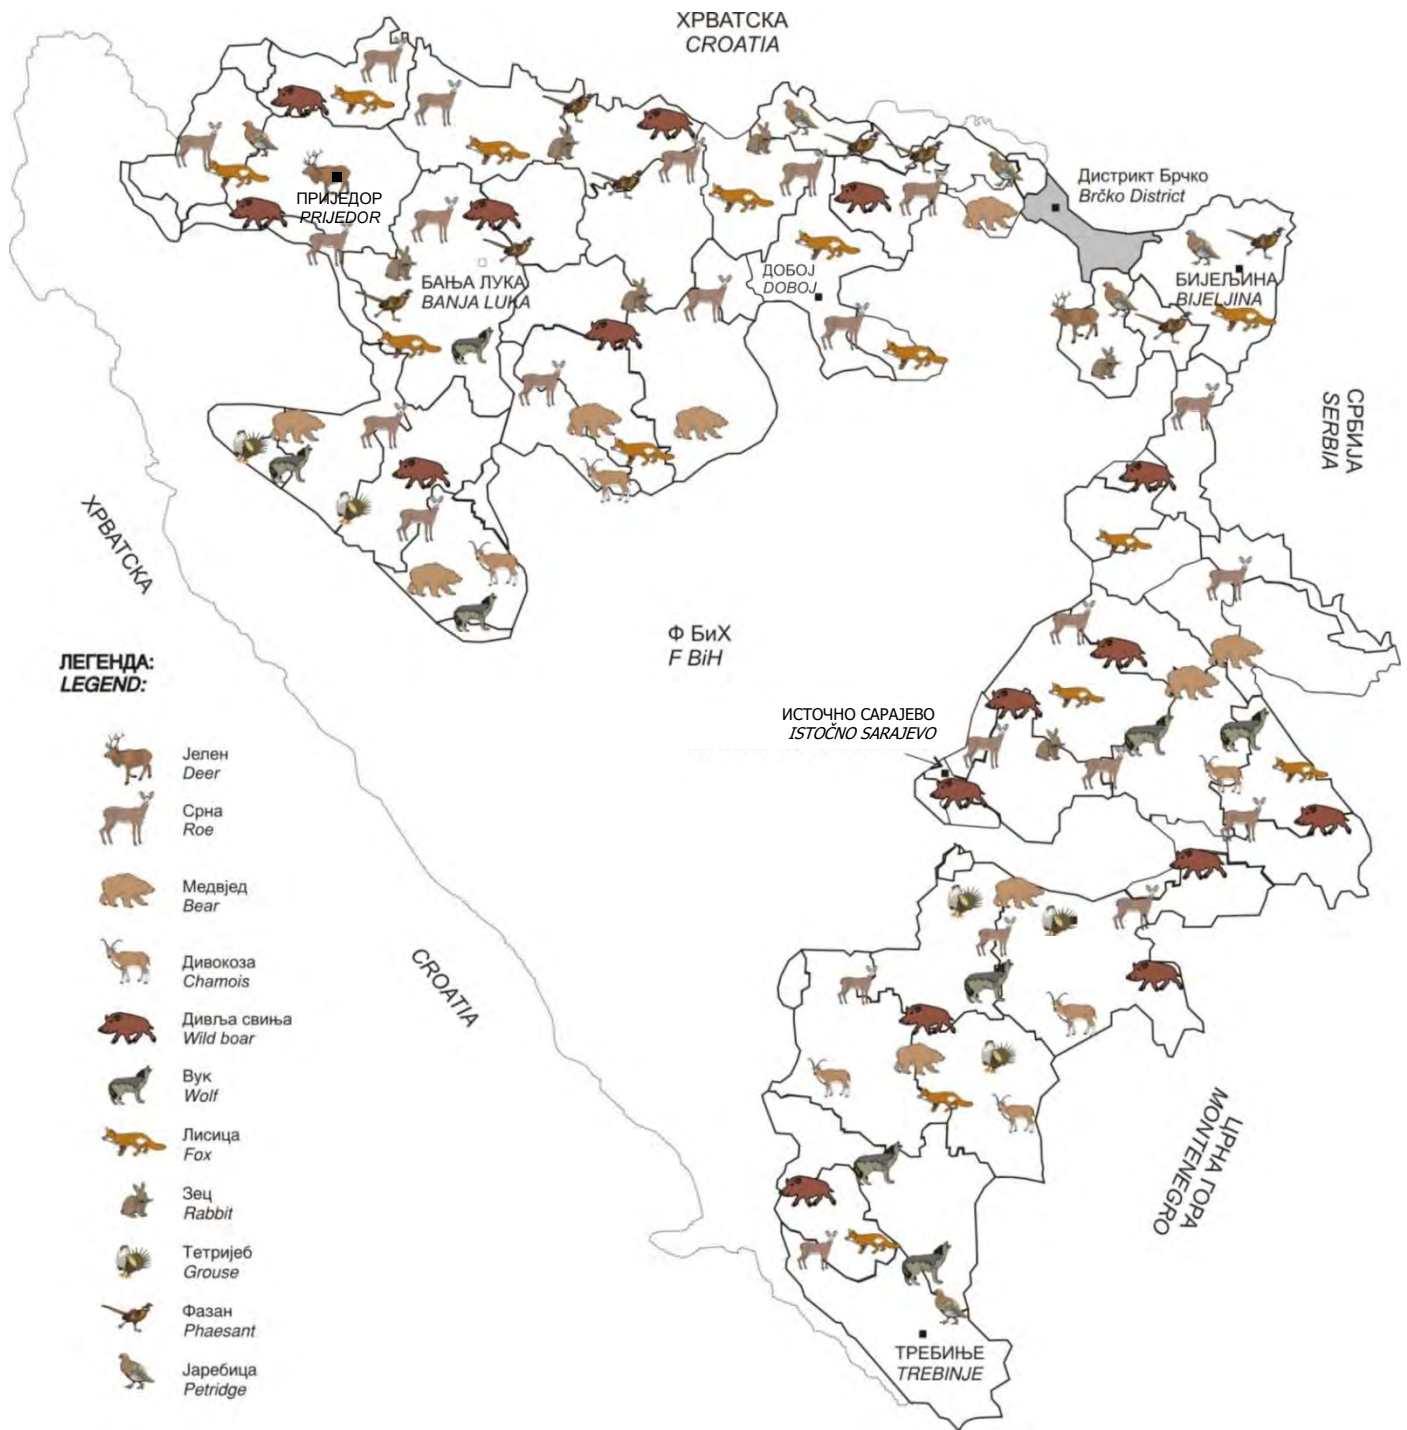 ХРВАТСКА
CROATIA
Дистрикт Брчко
Brčko District
ПРИЈЕДОР
PRIJEDOR
БАЊА ЛУКА
BANJA LUKA
ДОБОЈ
DOBOJ
БИЈЕЉИНА
BIJELJINA
СРБИЈА
SERBIA
ХРВАТСКА
Ф БиХ
F BiH
ИСТОЧНО САРАЈЕВО
ISTOČNO SARAJEVO
CROATIA
ЦРНА ГОРА
MONTENEGRO
ТРЕБИЊЕ
TREBINJE
ЛЕГЕНДА:
LEGEND:
Јелен
Deer
Срна
Roe
Медвјед
Bear
Дивокоза
Chamois
Дивља свиња
Wild boar
Вук
Wolf
Лисица
Fox
Зец
Rabbit
Тетријеб
Grouse
Фазан
Phaesant
Јаребица
Petridge